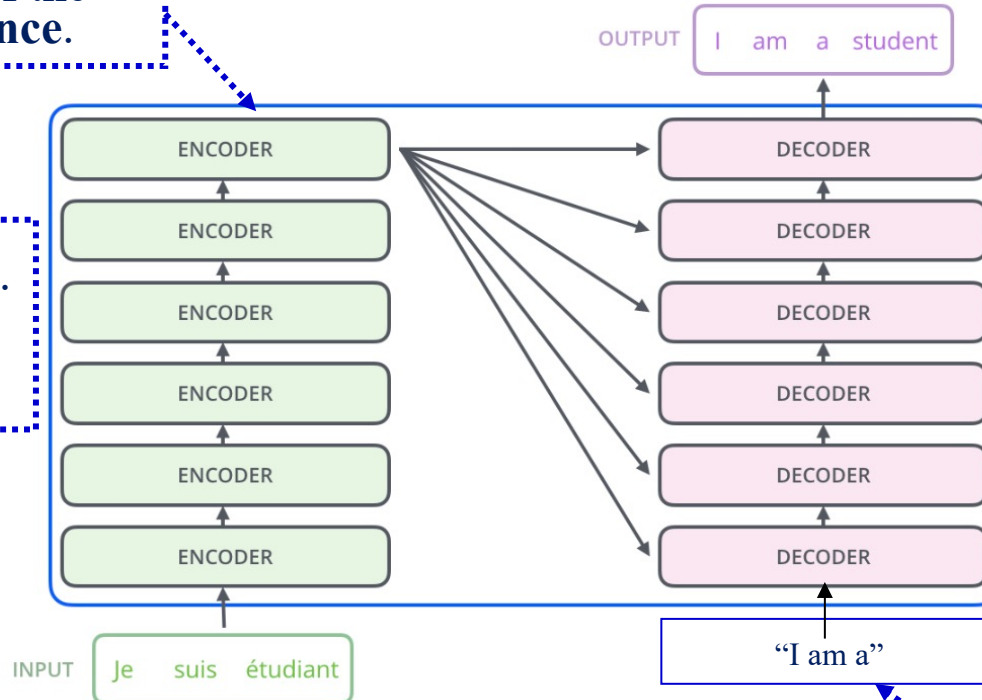 nce.
OUTPUT
I am a student
ENCODER
ENCODER
ENCODER
ENCODER
ENCODER
ENCODER
DECODER
DECODER
DECODER
DECODER
DECODER
DECODER
.
INPUT
Je suis étudiant
“I am a”